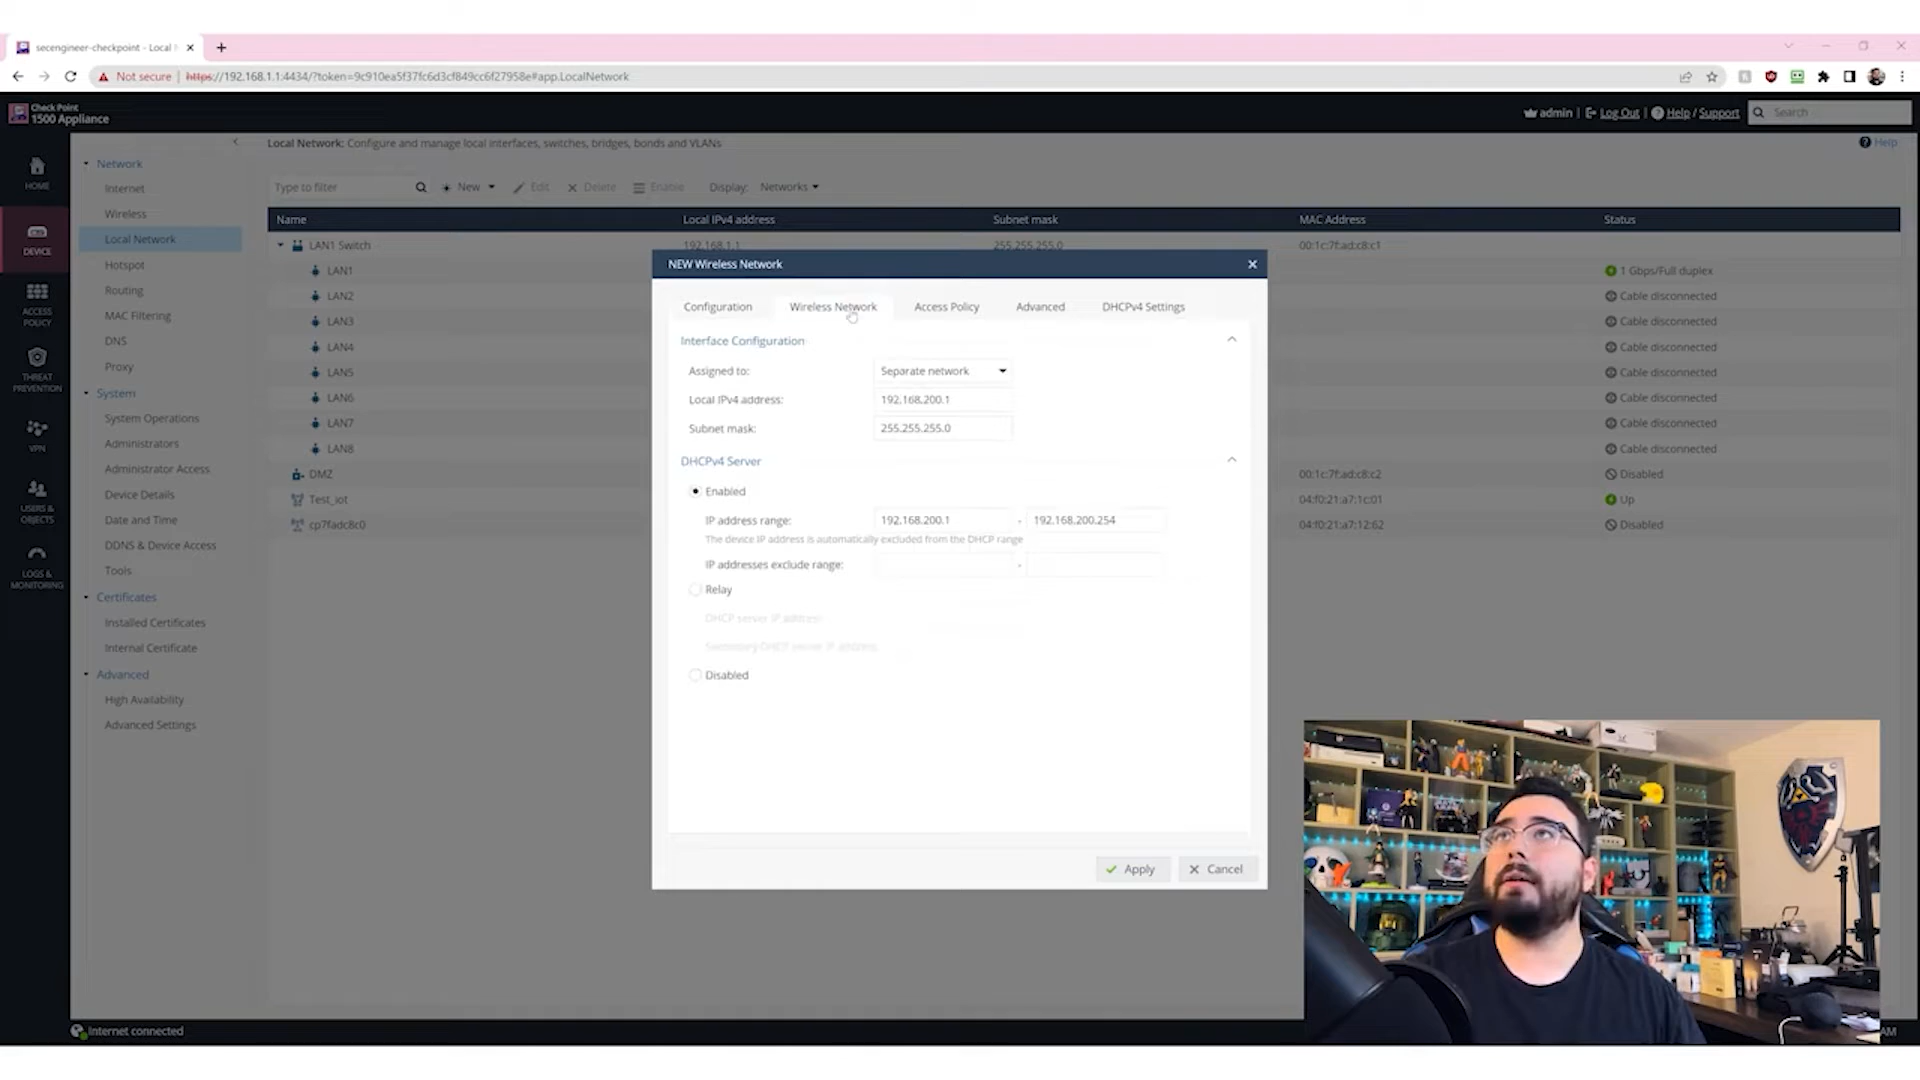 secengineer-checkpoint - Local
Not secure | https://192.168.1.1:4434/?token=9c910ea5f37fc6d3cf849cc6f27958e#app.LocalNetwork
Check Point
1500 Appliance
admin | Log Out | Help / Support
Search
HOME
DEVICE
ACCESS
POLICY
THREAT
PREVENTION
VPN
USERS &
OBJECTS
LOGS &
MONITORING
Network
Internet
Wireless
Local Network
Hotspot
Routing
MAC Filtering
DNS
Proxy
System
System Operations
Administrators
Administrator Access
Device Details
Date and Time
DDNS & Device Access
Tools
Certificates
Installed Certificates
Internal Certificate
Advanced
High Availability
Advanced Settings
Local Network: Configure and manage local interfaces, switches, bridges, bonds and VLANs
Help
Type to filter
New
Edit
Delete
Enable
Display: Networks
Name Local IPv4 address Subnet mask MAC Address Status
LAN1 Switch 192.168.1.1 255.255.255.0 00:1c:7f:ad:c8:c1
LAN1 1 Gbps/Full duplex
LAN2 Cable disconnected
LAN3 Cable disconnected
LAN4 Cable disconnected
LAN5 Cable disconnected
LAN6 Cable disconnected
LAN7 Cable disconnected
LAN8 Cable disconnected
DMZ 00:1c:7f:ad:c8:c2 Disabled
Test_iot 04:f0:21:a7:1c:01 Up
cp7fadc8c0 04:f0:21:a7:12:62 Disabled
NEW Wireless Network
Configuration
Wireless Network
Access Policy
Advanced
DHCPv4 Settings
Interface Configuration
Assigned to: Separate network
Local IPv4 address: 192.168.200.1
Subnet mask: 255.255.255.0
DHCPv4 Server
Enabled
IP address range: 192.168.200.1 - 192.168.200.254
The device IP address is automatically excluded from the DHCP range
IP addresses exclude range: -
Relay
DHCP server IP address:
Secondary DHCP server IP address:
Disabled
Apply
Cancel
Internet connected
AM